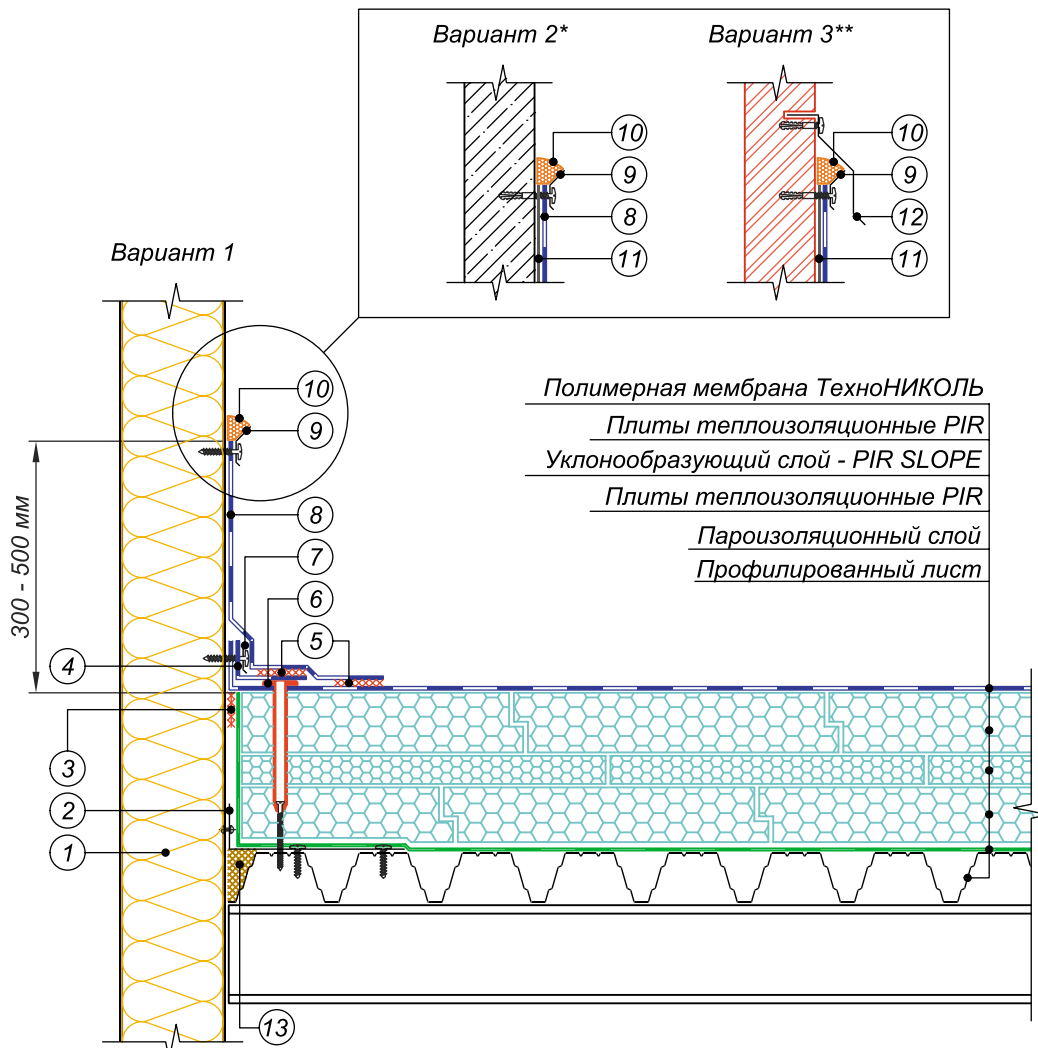 Вариант 2*
Вариант 3**
10
9
8
11
10
9
12
11
Вариант 1
10
9
8
7
6
5
4
3
2
1
13
300 - 500 мм
Полимерная мембрана ТехноНИКОЛЬ
Плиты теплоизоляционные PIR
Уклонообразующий слой - PIR SLOPE
Плиты теплоизоляционные PIR
Пароизоляционный слой
Профилированный лист